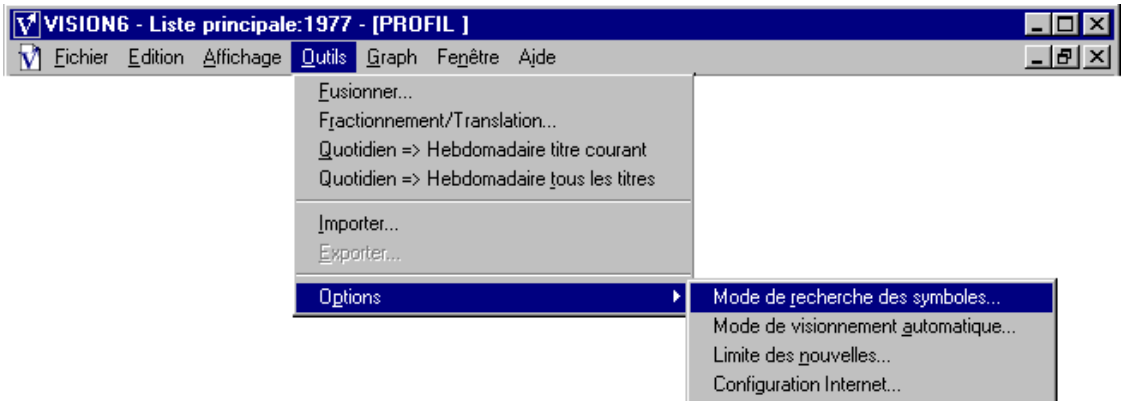 VISION6 - Liste principale:1977 - [PROFIL ]
Fichier Edition Affichage Outils Graph Fenêtre Aide
Fusionner...
Fractionnement/Translation...
Quotidien => Hebdomadaire titre courant
Quotidien => Hebdomadaire tous les titres
Importer...
Exporter...
Options
Mode de recherche des symboles...
Mode de visionnement automatique...
Limite des nouvelles...
Configuration Internet...